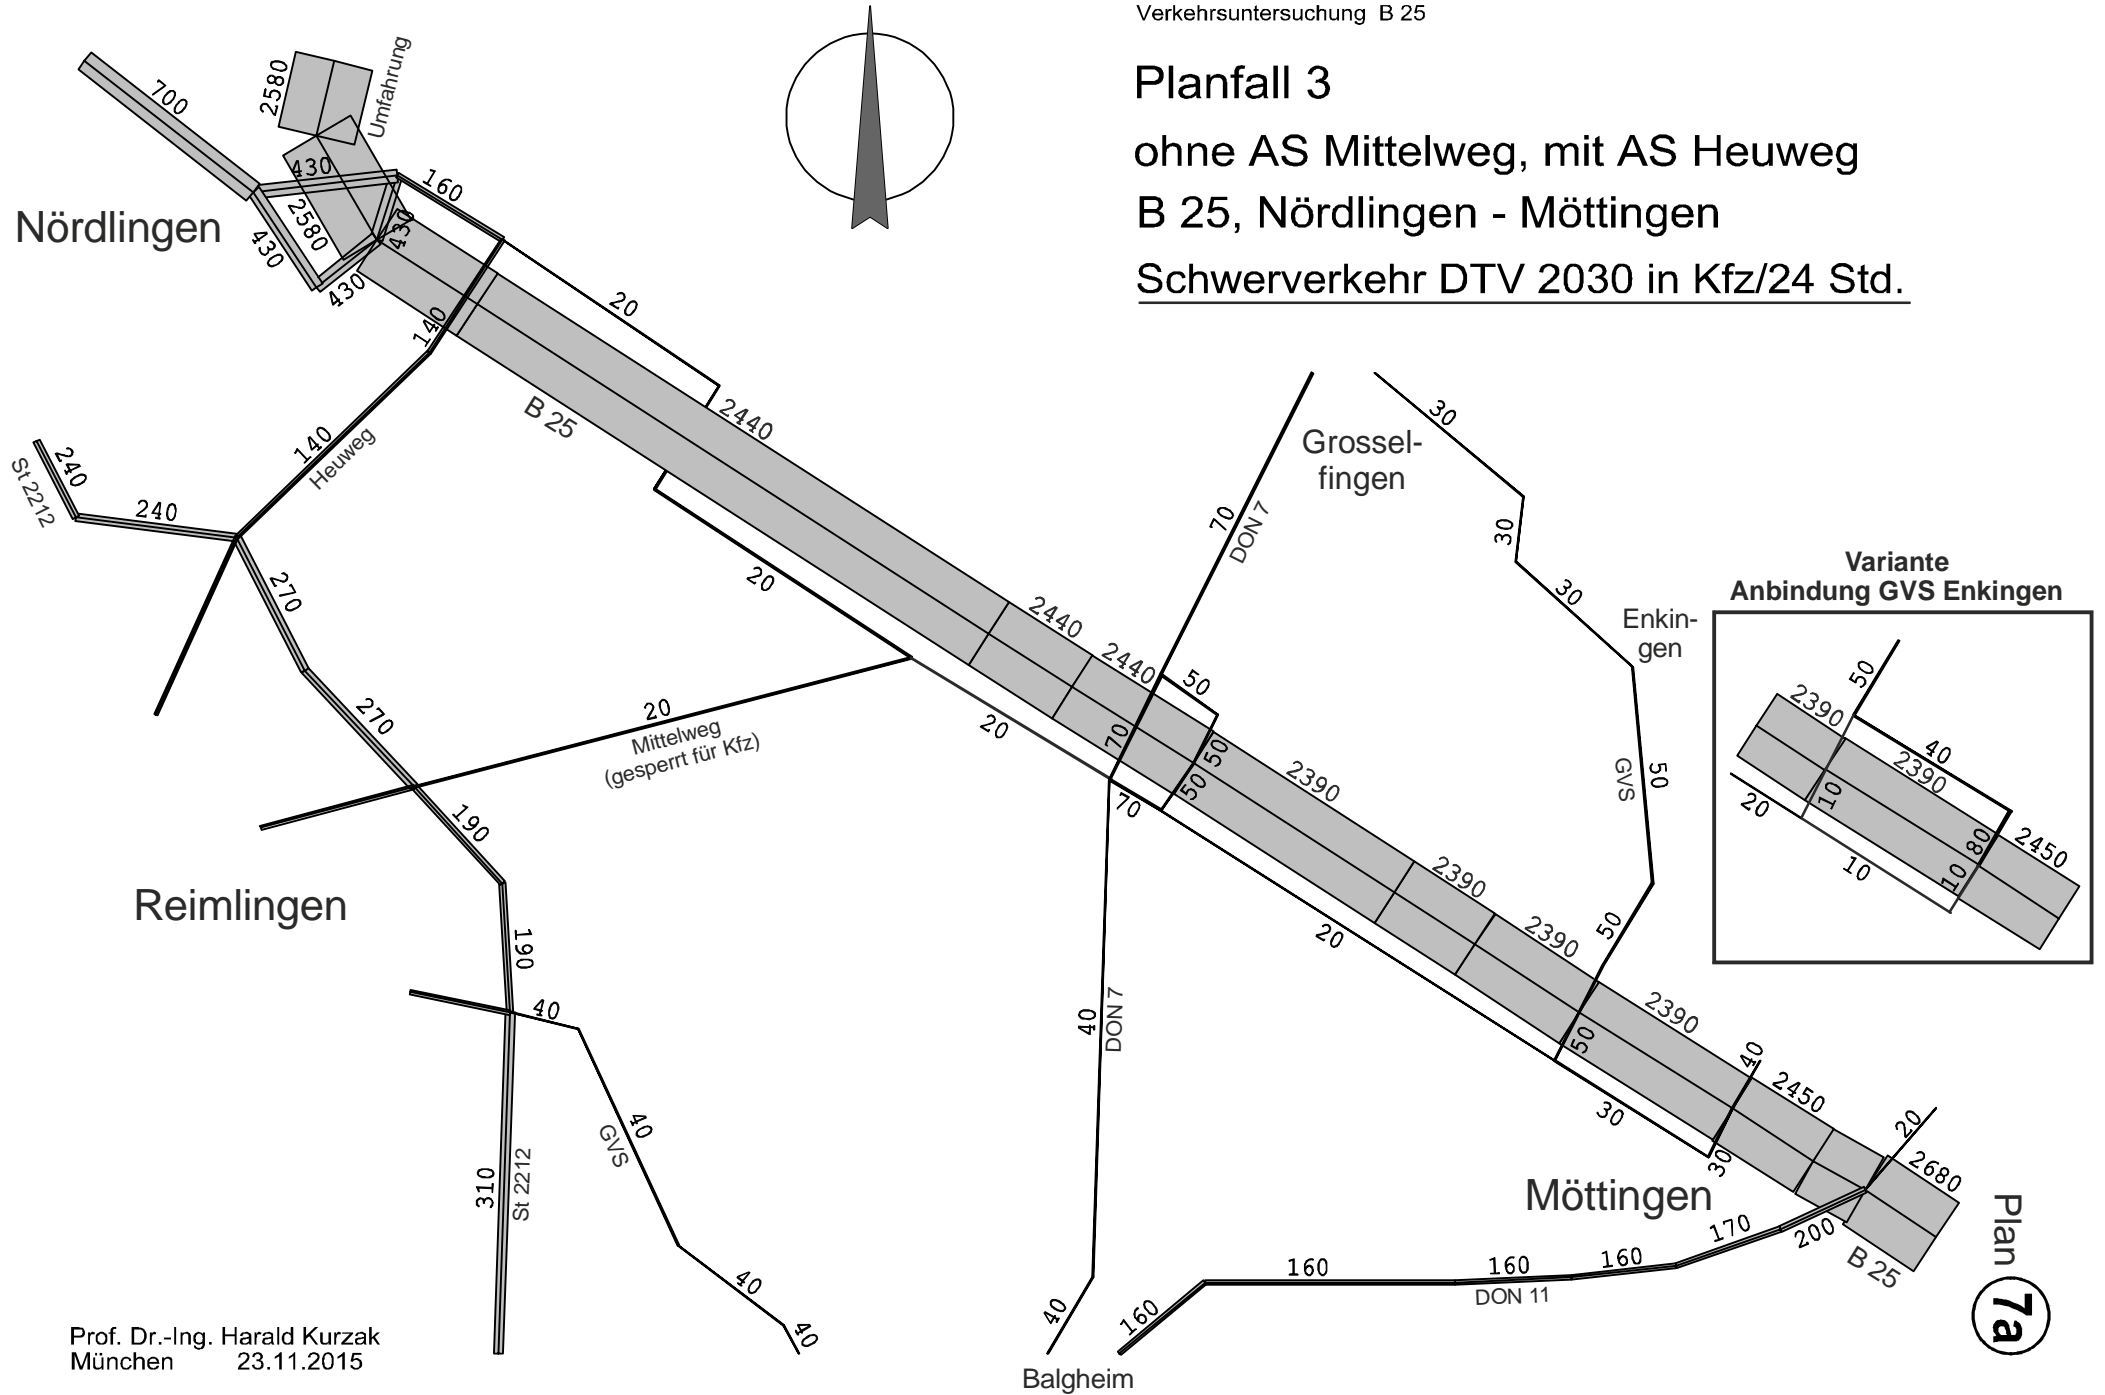 Verkehrsuntersuchung B 25
Planfall 3
ohne AS Mittelweg, mit AS Heuweg
B 25, Nördlingen - Möttingen
Schwerverkehr DTV 2030 in Kfz/24 Std.
700
2580
Umfahrung
430
160
2580
430
430
430
Nördlingen
20
140
2440
B 25
140
Heuweg
240
St 2212
240
270
270
20
20
Mittelweg
(gesperrt für Kfz)
190
Reimlingen
190
40
310
St 2212
40
GVS
40
40
20
2440
2440
50
70
DON 7
70
50
50
70
Grossel-
fingen
30
30
30
Enkin-
gen
50
GVS
50
2390
2390
2390
2390
20
50
30
40
2450
30
20
2680
40
DON 7
40
Balgheim
Möttingen
160
160
160
160
170
200
DON 11
B 25
Variante
Anbindung GVS Enkingen
50
2390
40
2390
10
20
10
80
10
2450
Plan
7a
Prof. Dr.-Ing. Harald Kurzak
München 23.11.2015